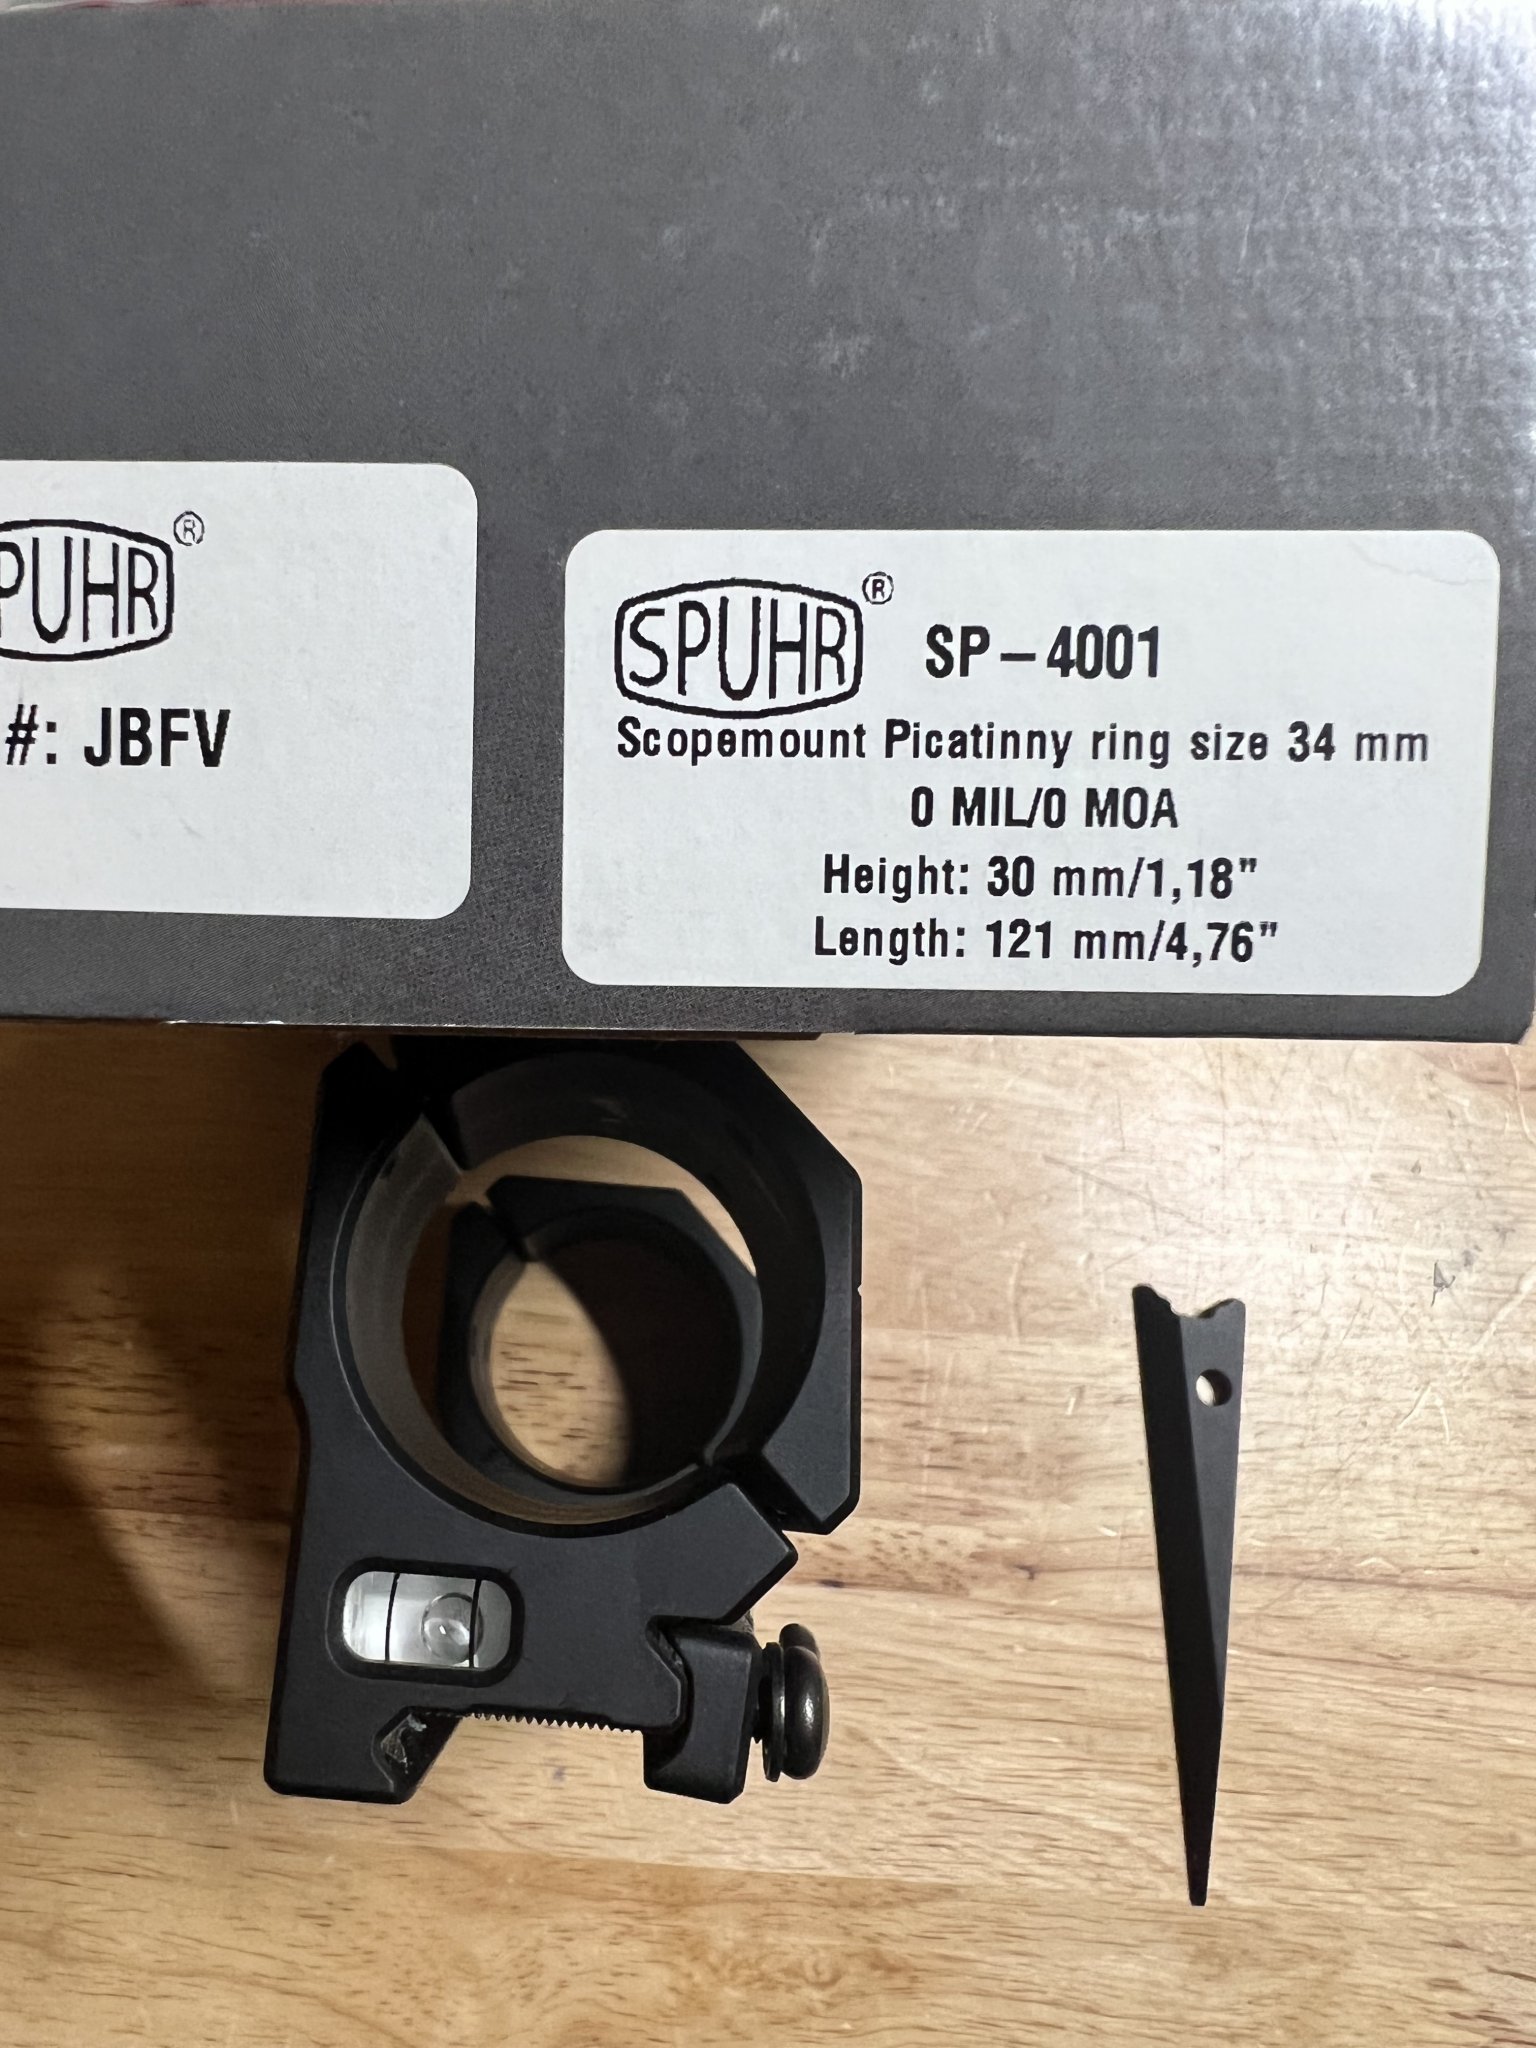 PUHR®
#: JBFV
SPUHR® SP-4001
Scopemount Picatinny ring size 34 mm
0 MIL/0 MOA
Height: 30 mm/1,18"
Length: 121 mm/4,76"